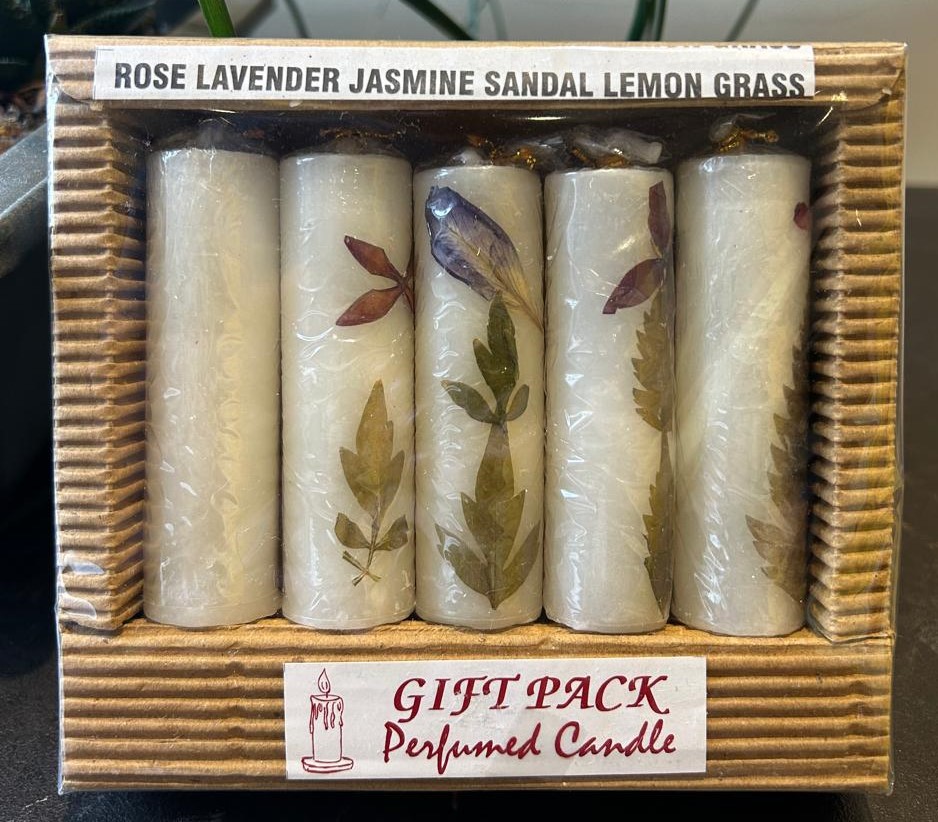 ROSE LAVENDER JASMINE SANDAL LEMON GRASS
GIFT PACK
Perfumed Candle